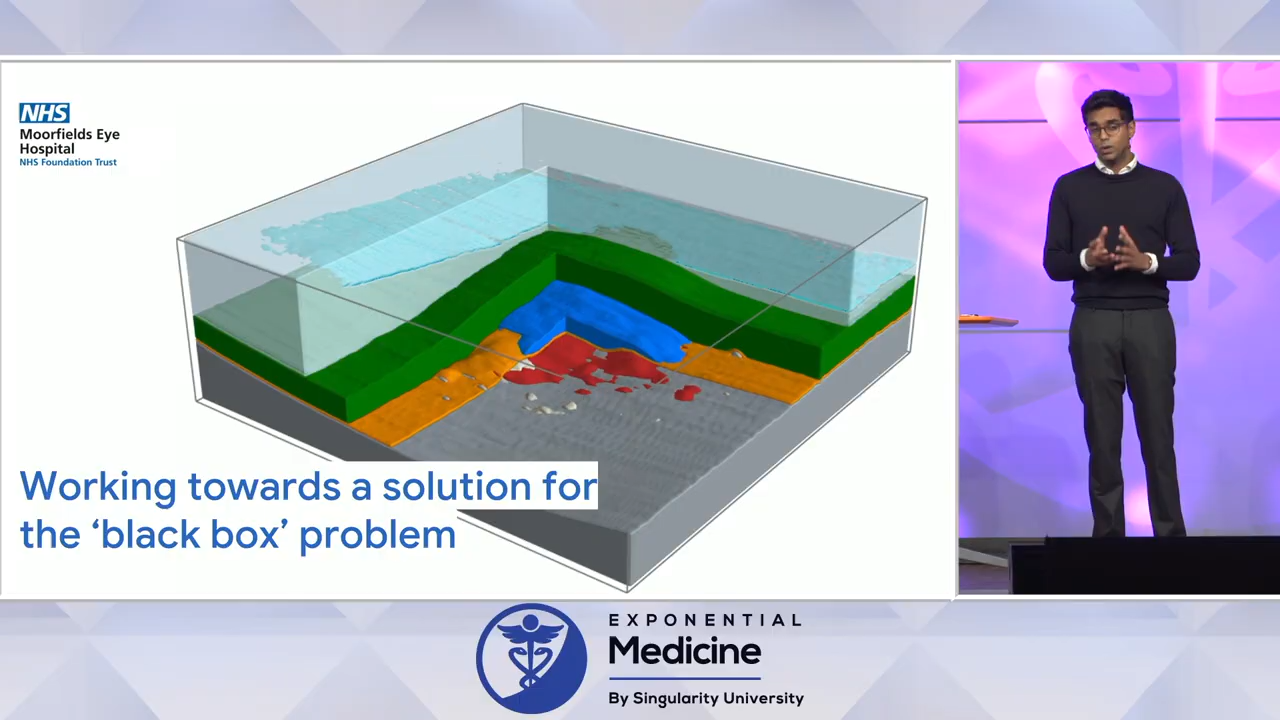 NHS
Moorfields Eye
Hospital
NHS Foundation Trust
Working towards a solution for
the ‘black box’ problem
EXPONENTIAL
Medicine
By Singularity University